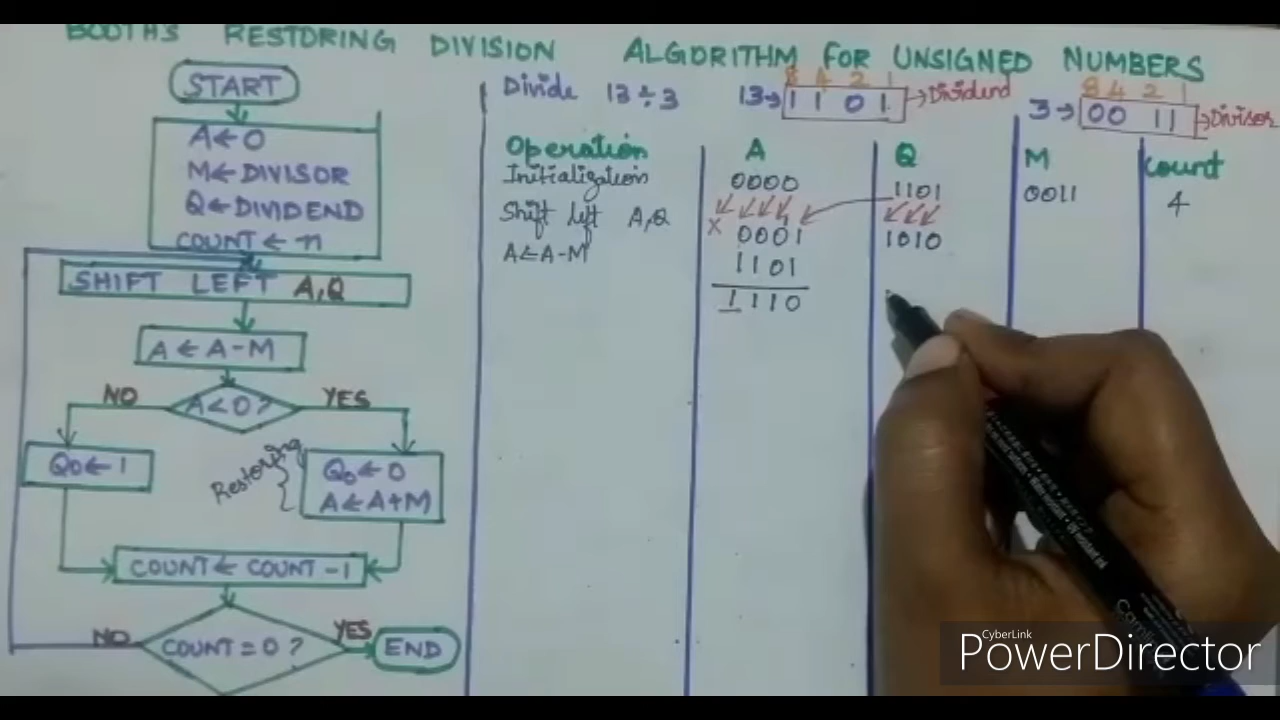 BOOTH'S RESTORING DIVISION ALGORITHM FOR UNSIGNED NUMBERS
START
A ← 0
M ← DIVISOR
Q ← DIVIDEND
COUNT ← n
SHIFT LEFT A,Q
A ← A-M
A<0?
NO
YES
Q0 ← 1
Restoring
Q0 ← 0
A ← A+M
COUNT ← COUNT -1
COUNT = 0?
NO
YES
END
Divide 13 ÷ 3
8 4 2 1
13→ 1 1 0 1 → Dividend
8 4 2 1
3→ 00 11 → Divisor
Operation A Q M Count
Initialization 0000 1101 0011 4
Shift left A,Q x 0001 1010
A ← A-M 1101
1110
CyberLink
PowerDirector